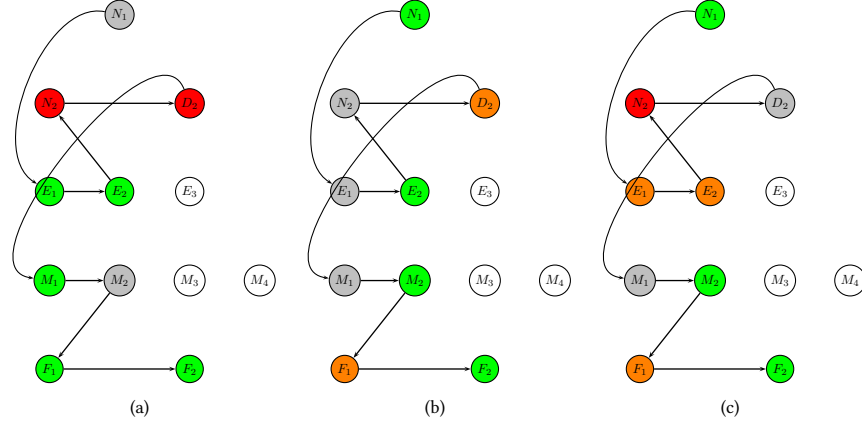 N1 N1 N1
N2 D2 N2 D2 N2 D2
E1 E2 E3 E1 E2 E3 E1 E2 E3
M1 M2 M3 M4 M1 M2 M3 M4 M1 M2 M3 M4
F1 F2 F1 F2 F1 F2
(a) (b) (c)